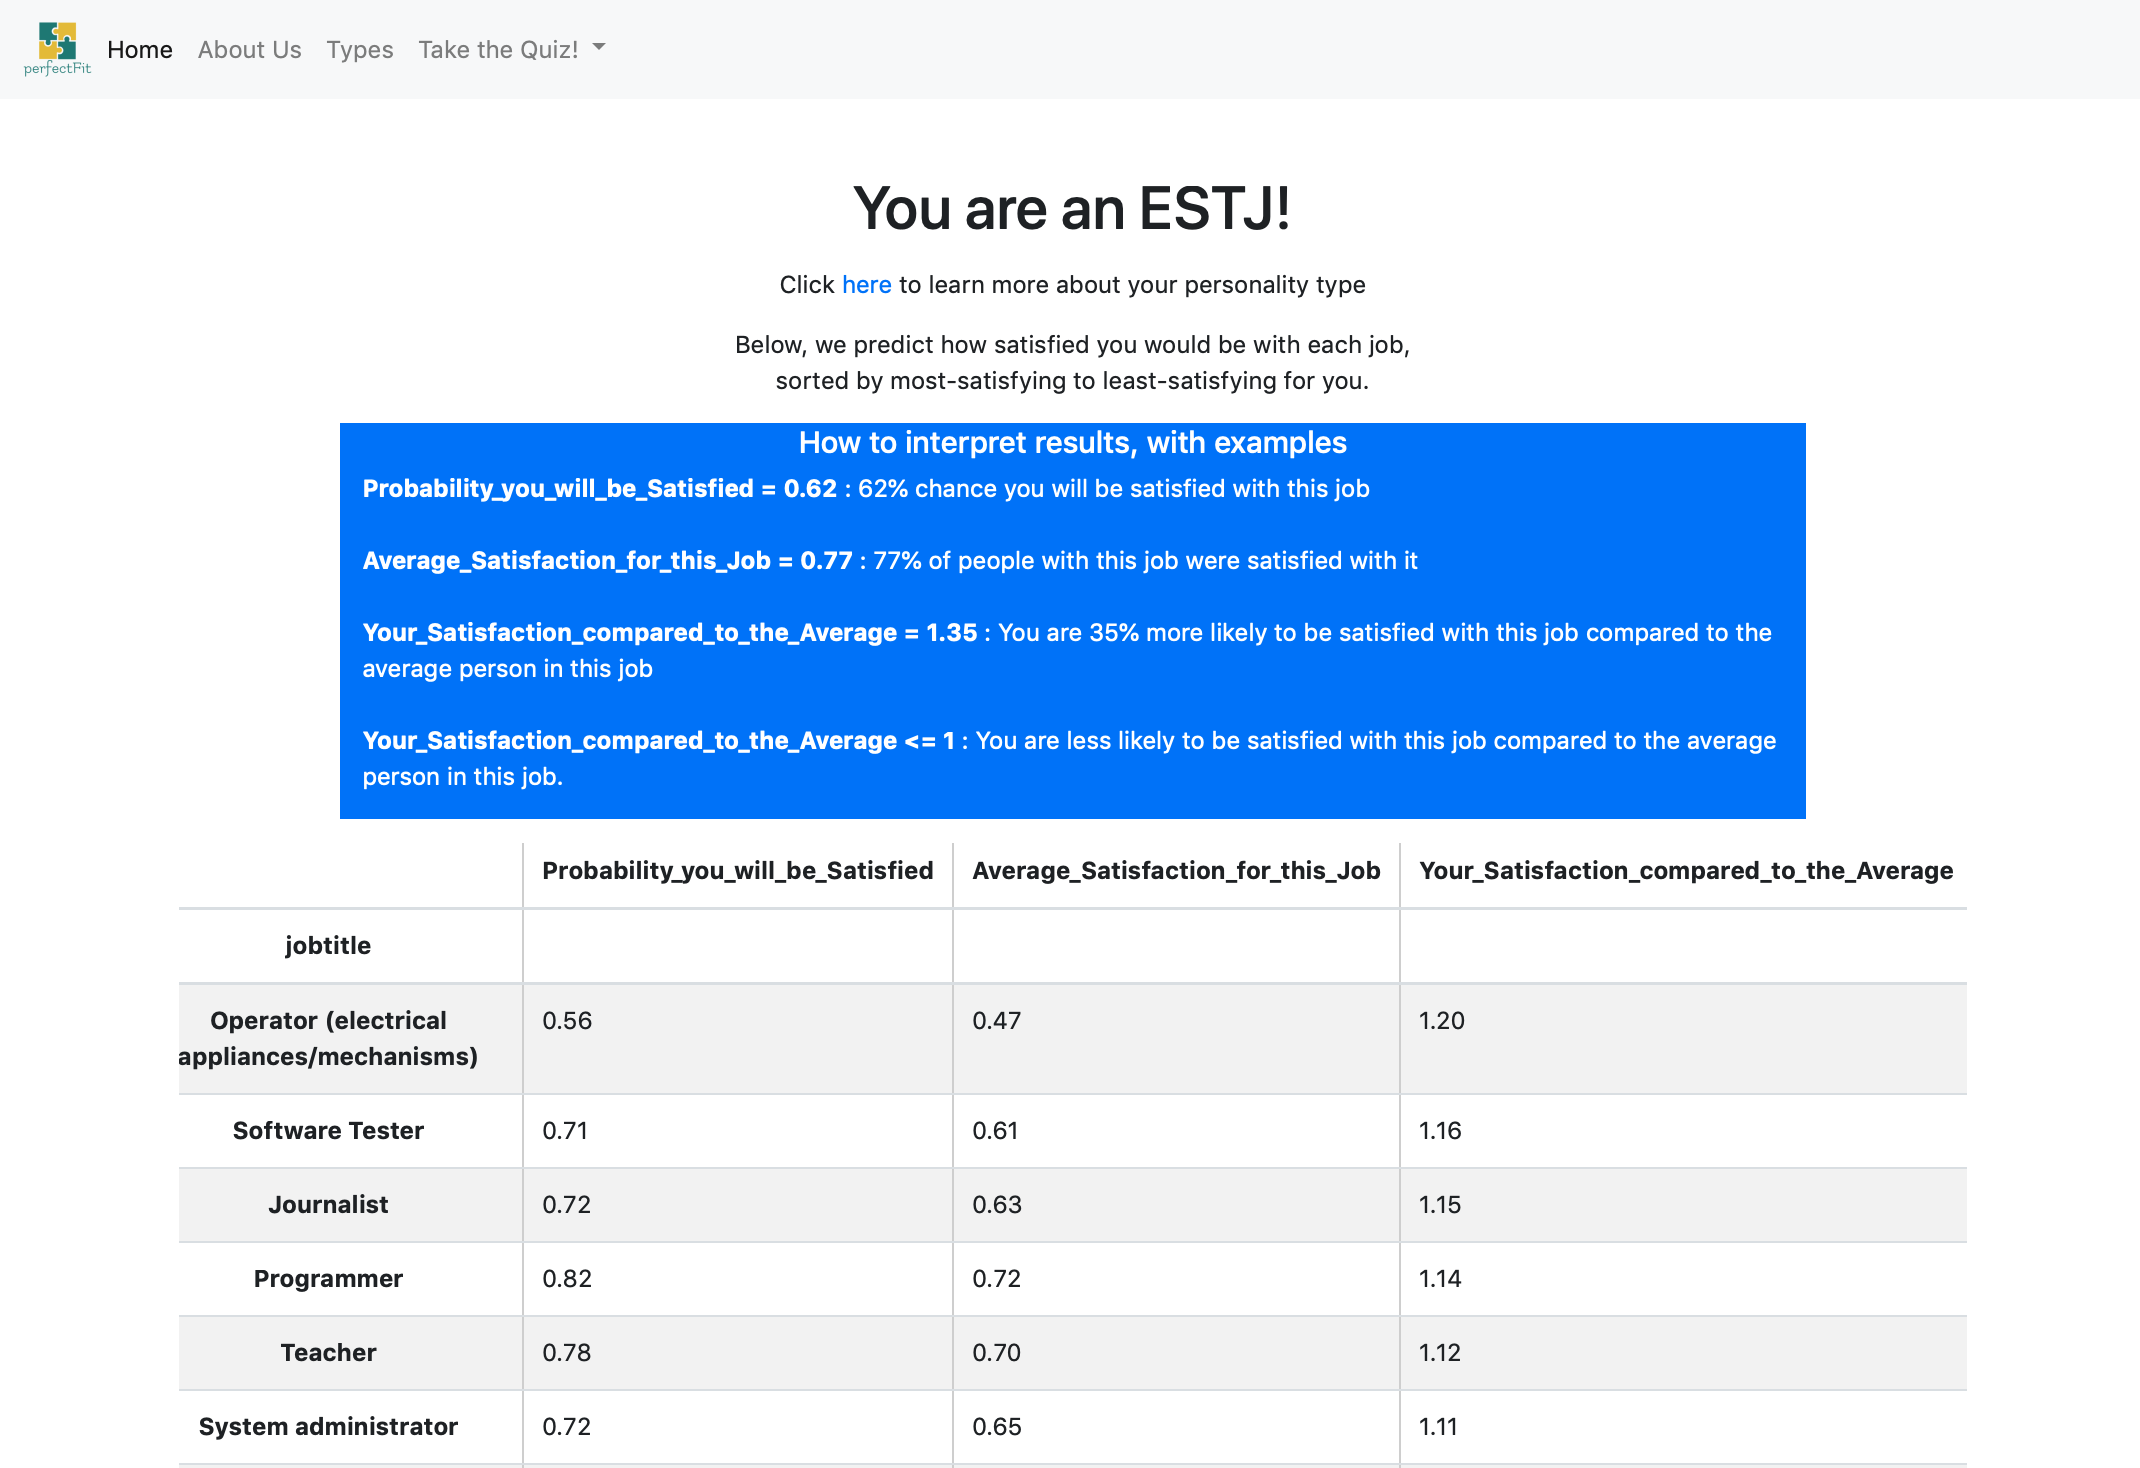 perfectFit
Home About Us Types Take the Quiz!
You are an ESTJ!
Click here to learn more about your personality type
Below, we predict how satisfied you would be with each job,
sorted by most-satisfying to least-satisfying for you.
How to interpret results, with examples
Probability_you_will_be_Satisfied = 0.62 : 62% chance you will be satisfied with this job
Average_Satisfaction_for_this_Job = 0.77 : 77% of people with this job were satisfied with it
Your_Satisfaction_compared_to_the_Average = 1.35 : You are 35% more likely to be satisfied with this job compared to the
average person in this job
Your_Satisfaction_compared_to_the_Average <= 1 : You are less likely to be satisfied with this job compared to the average
person in this job.
Probability_you_will_be_Satisfied Average_Satisfaction_for_this_Job Your_Satisfaction_compared_to_the_Average
jobtitle
Operator (electrical 0.56 0.47 1.20
appliances/mechanisms)
Software Tester 0.71 0.61 1.16
Journalist 0.72 0.63 1.15
Programmer 0.82 0.72 1.14
Teacher 0.78 0.70 1.12
System administrator 0.72 0.65 1.11